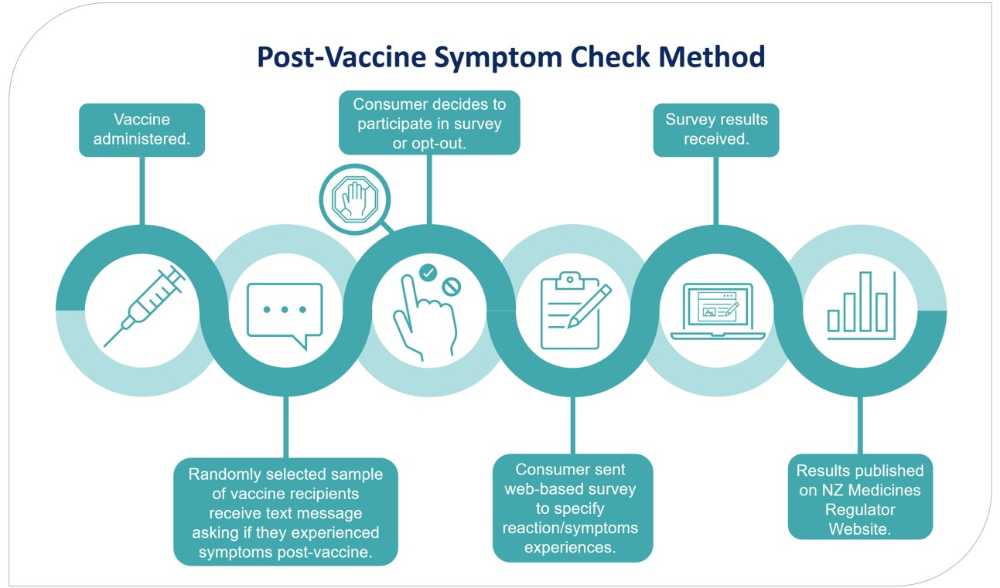 Post-Vaccine Symptom Check Method
Vaccine
administered.
Randomly selected sample
of vaccine recipients
receive text message
asking if they experienced
symptoms post-vaccine.
Consumer decides to
participate in survey
or opt-out.
Consumer sent
web-based survey
to specify
reaction/symptoms
experiences.
Survey results
received.
Results published
on NZ Medicines
Regulator
Website.